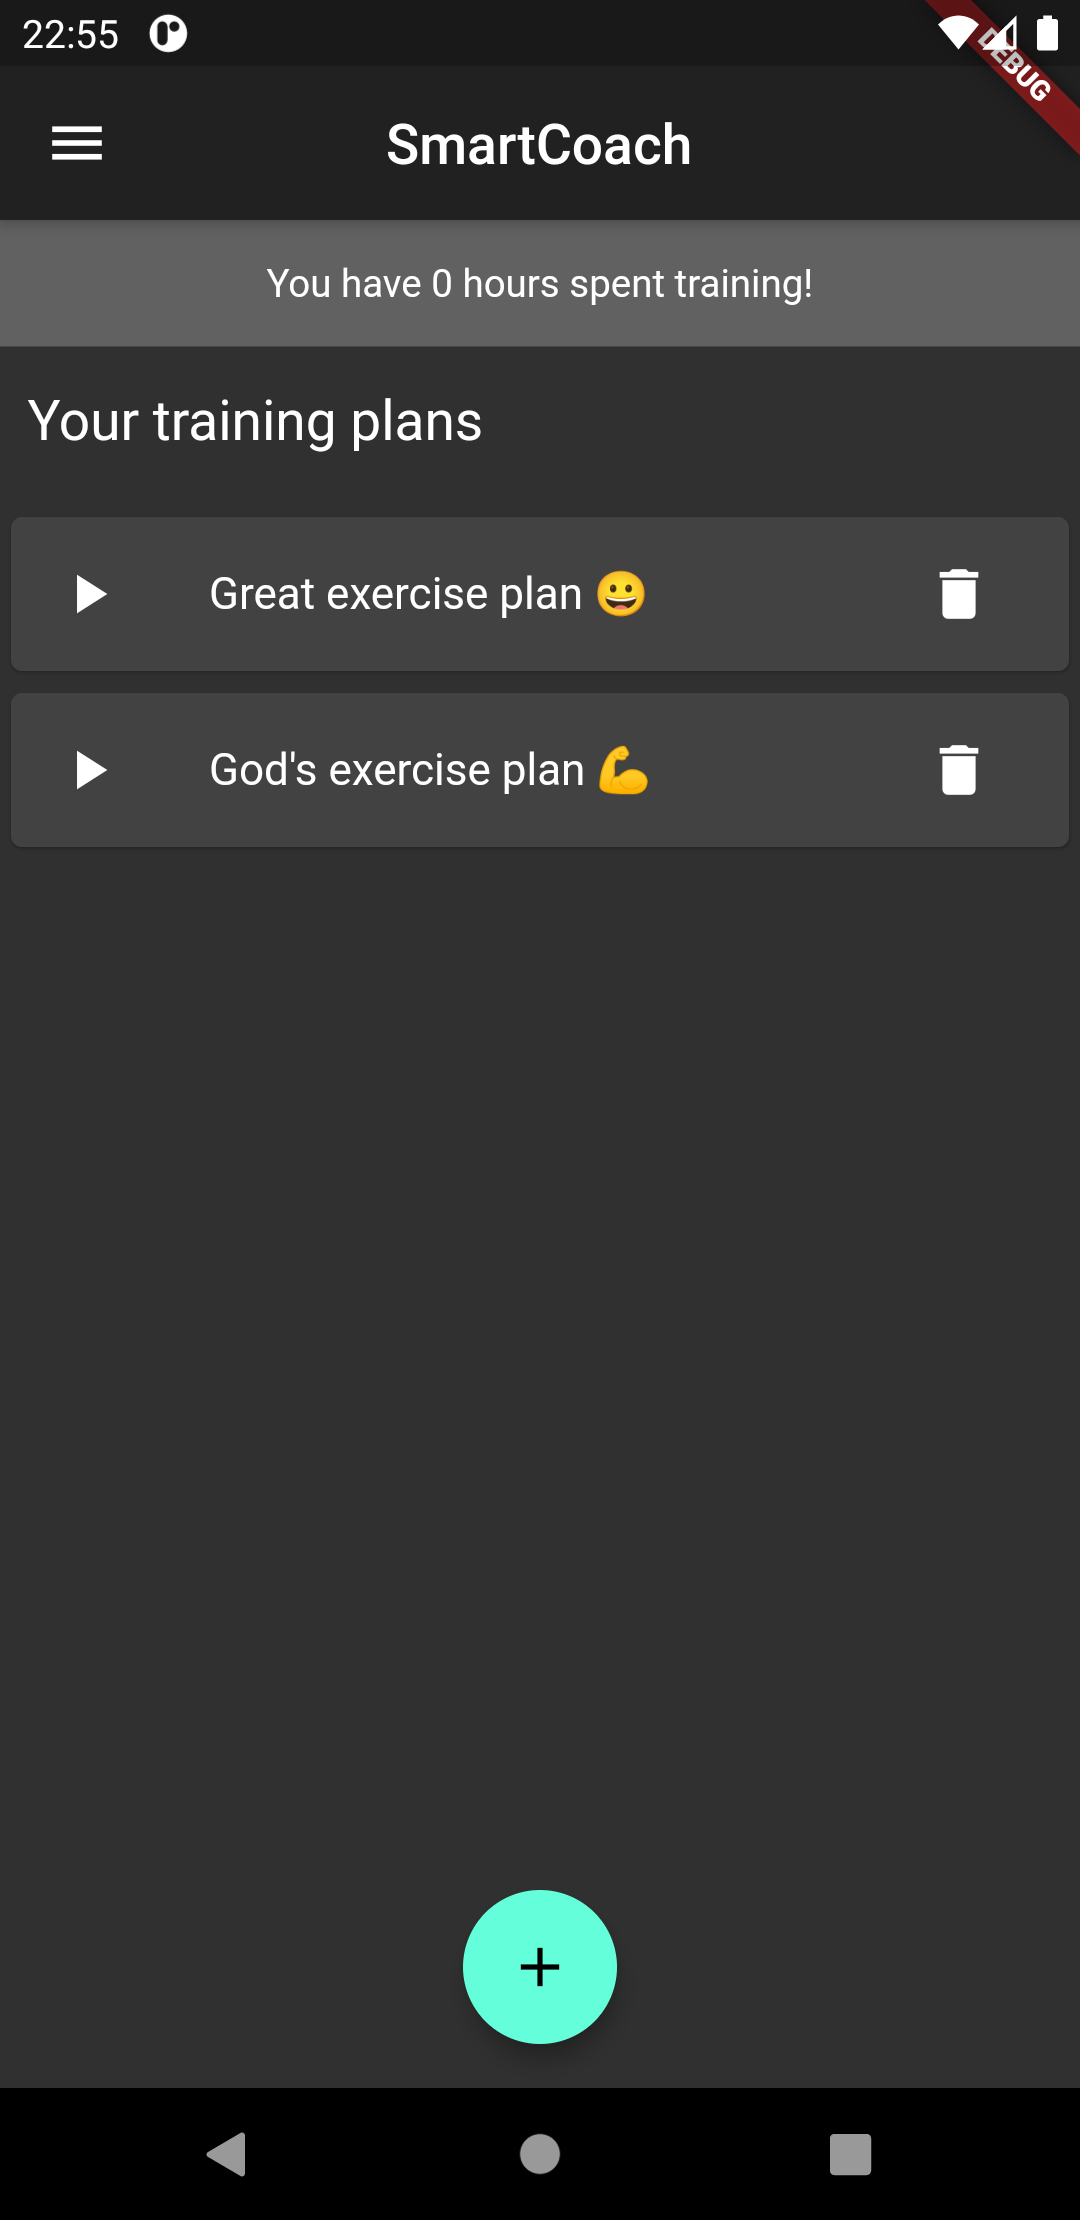 22:55
DEBUG
SmartCoach
You have 0 hours spent training!
Your training plans
Great exercise plan 😀
God's exercise plan 💪